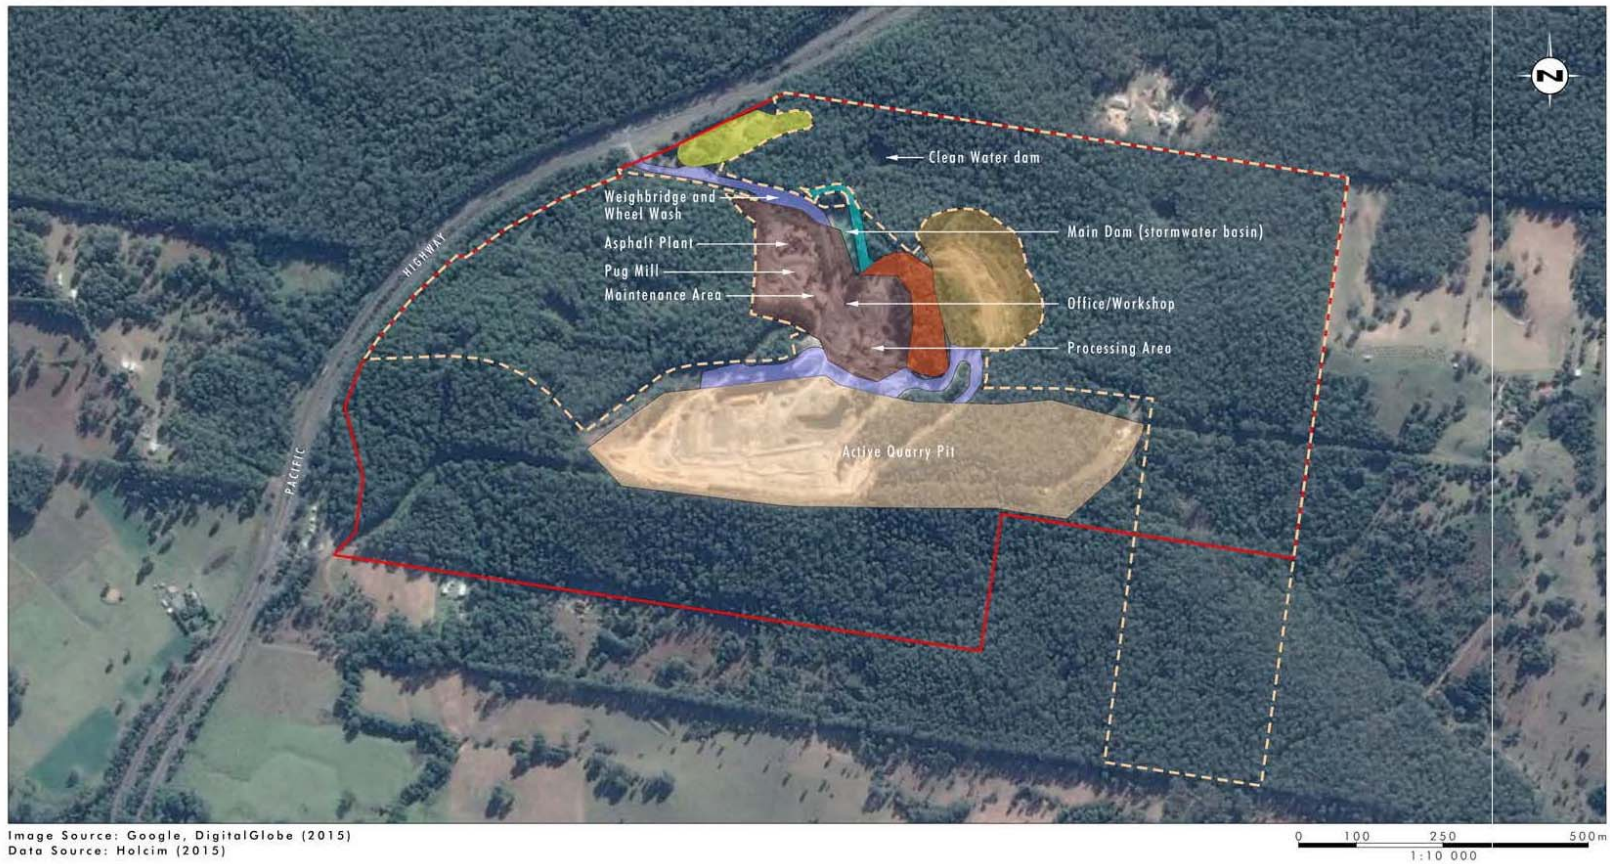 N
Clean Water dam
Weighbridge and
Wheel Wash
Main Dam (stormwater basin)
Asphalt Plant
Pug Mill
Maintenance Area
Office/Workshop
Processing Area
HIGHWAY
PACIFIC
Active Quarry Pit
Image Source: Google, DigitalGlobe (2015)
Data Source: Holcim (2015)
0 100 250 500m
1:10 000